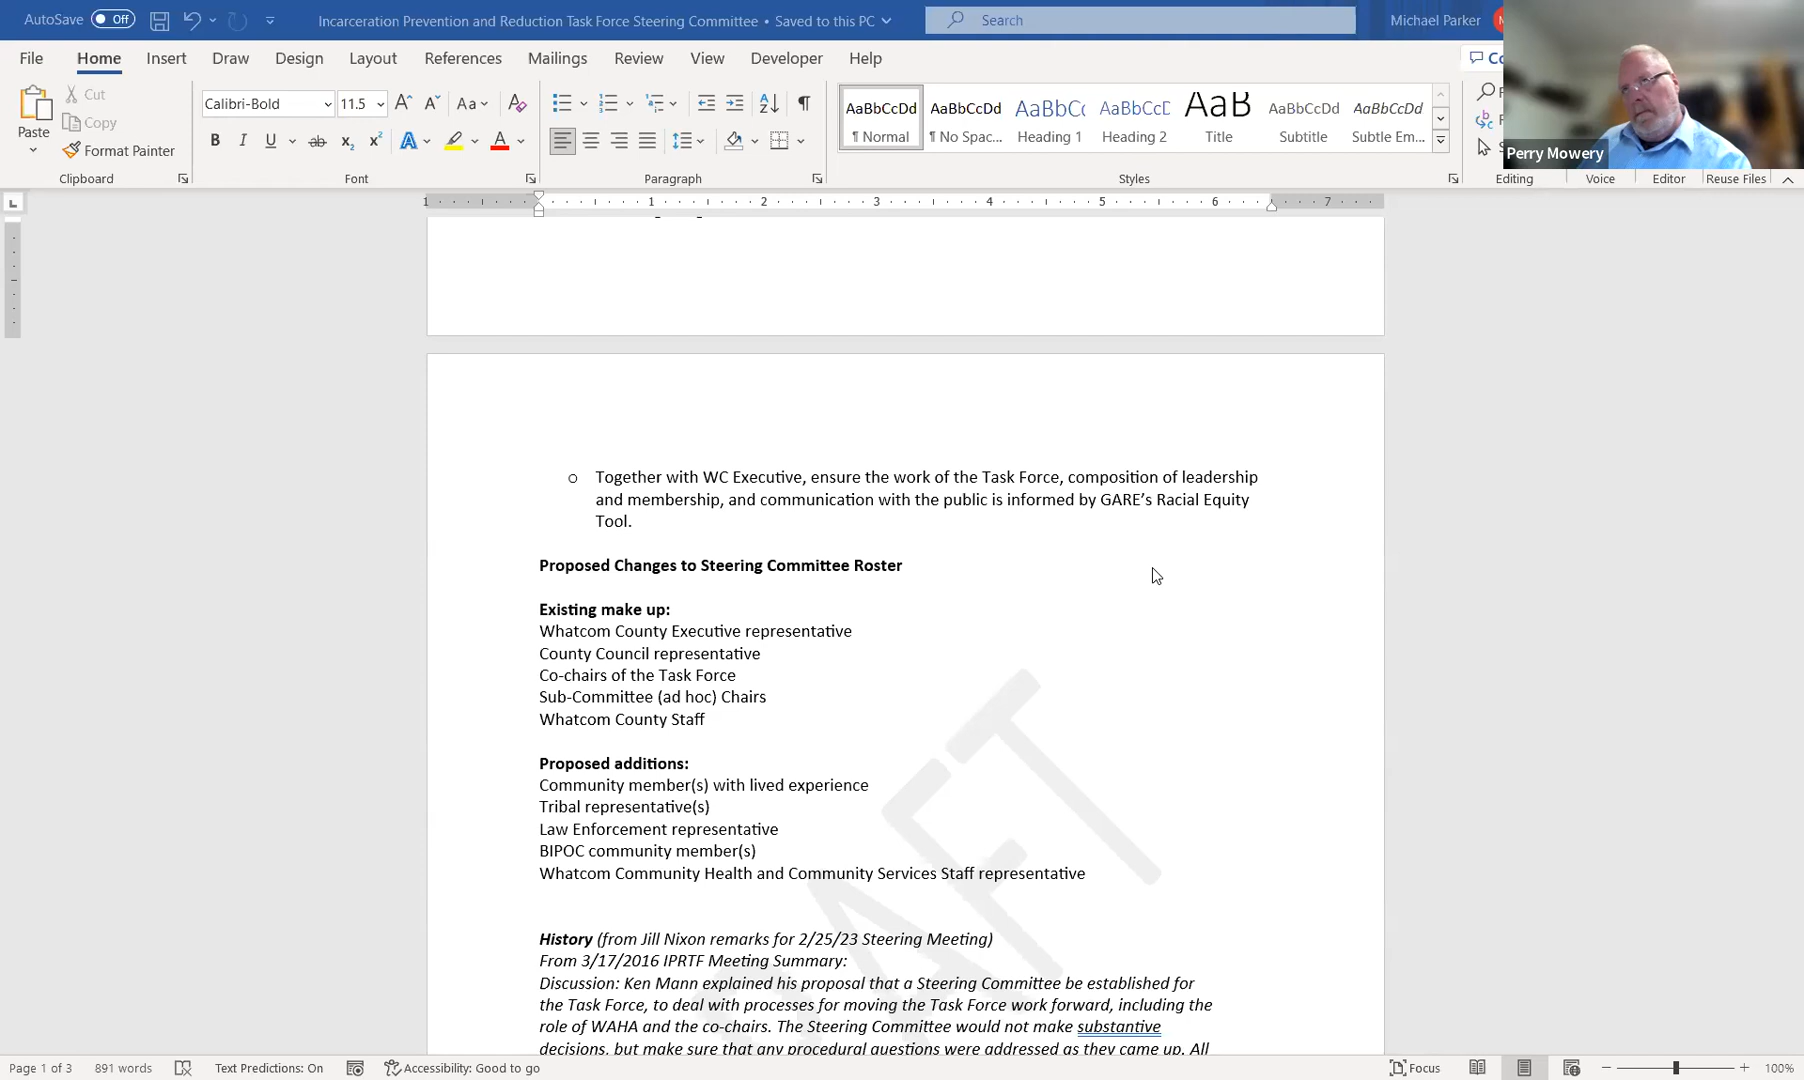 AutoSave Off Incarceration Prevention and Reduction Task Force Steering Committee • Saved to this PC Search Michael Parker
File Home Insert Draw Design Layout References Mailings Review View Developer Help
Paste Cut Copy Format Painter
Calibri-Bold 11.5
AaBbCcDd ¶ Normal
AaBbCcDd ¶ No Spac...
AaBbCc Heading 1
AaBbCcD Heading 2
AaB Title
AaBbCcDd Subtitle
AaBbCcDd Subtle Em...
Perry Mowery
Clipboard Font Paragraph Styles Editing Voice Editor Reuse Files
1 1 2 3 4 5 6 7
o Together with WC Executive, ensure the work of the Task Force, composition of leadership
and membership, and communication with the public is informed by GARE’s Racial Equity
Tool.
Proposed Changes to Steering Committee Roster
Existing make up:
Whatcom County Executive representative
County Council representative
Co-chairs of the Task Force
Sub-Committee (ad hoc) Chairs
Whatcom County Staff
Proposed additions:
Community member(s) with lived experience
Tribal representative(s)
Law Enforcement representative
BIPOC community member(s)
Whatcom Community Health and Community Services Staff representative
History (from Jill Nixon remarks for 2/25/23 Steering Meeting)
From 3/17/2016 IPRTF Meeting Summary:
Discussion: Ken Mann explained his proposal that a Steering Committee be established for
the Task Force, to deal with processes for moving the Task Force work forward, including the
role of WAHA and the co-chairs. The Steering Committee would not make substantive
decisions, but make sure that any procedural questions were addressed as they came up. All
DRAFT
Page 1 of 3 891 words Text Predictions: On Accessibility: Good to go Focus 100%